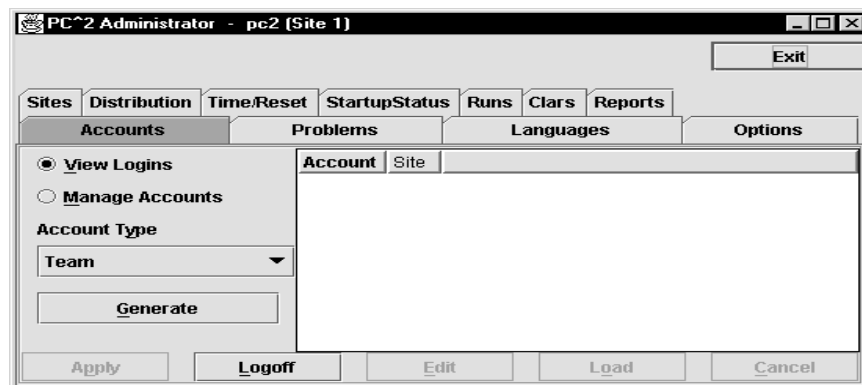 PC^2 Administrator - pc2 (Site 1)
Exit
Sites Distribution Time/Reset StartupStatus Runs Clars Reports
Accounts Problems Languages Options
View Logins
Manage Accounts
Account Type
Team
Generate
Account Site
Apply Logoff Edit Load Cancel